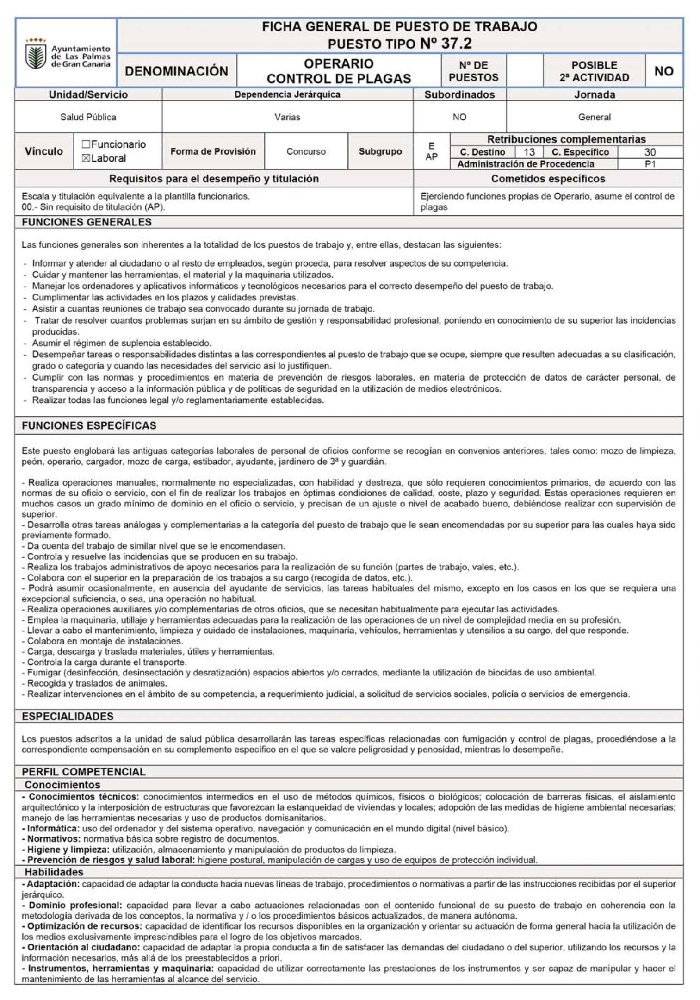 Ayuntamiento
de Las Palmas
de Gran Canaria
FICHA GENERAL DE PUESTO DE TRABAJO
PUESTO TIPO Nº 37.2
DENOMINACIÓN
OPERARIO
CONTROL DE PLAGAS
Nº DE
PUESTOS
POSIBLE
2ª ACTIVIDAD
NO
Unidad/Servicio
Dependencia Jerárquica
Subordinados
Jornada
Salud Pública
Varias
NO
General
Vínculo
☐Funcionario
☒Laboral
Forma de Provisión
Concurso
Subgrupo
E
AP
Retribuciones complementarias
C. Destino
13
C. Específico
30
Administración de Procedencia
P1
Requisitos para el desempeño y titulación
Cometidos específicos
Escala y titulación equivalente a la plantilla funcionarios.
00.- Sin requisito de titulación (AP).
Ejerciendo funciones propias de Operario, asume el control de
plagas
FUNCIONES GENERALES
Las funciones generales son inherentes a la totalidad de los puestos de trabajo y, entre ellas, destacan las siguientes:
- Informar y atender al ciudadano o al resto de empleados, según proceda, para resolver aspectos de su competencia.
- Cuidar y mantener las herramientas, el material y la maquinaria utilizados.
- Manejar los ordenadores y aplicativos informáticos y tecnológicos necesarios para el correcto desempeño del puesto de trabajo.
- Cumplimentar las actividades en los plazos y calidades previstas.
- Asistir a cuantas reuniones de trabajo sea convocado durante su jornada de trabajo.
- Tratar de resolver cuantos problemas surjan en su ámbito de gestión y responsabilidad profesional, poniendo en conocimiento de su superior las incidencias
producidas.
- Asumir el régimen de suplencia establecido.
- Desempeñar tareas o responsabilidades distintas a las correspondientes al puesto de trabajo que se ocupe, siempre que resulten adecuadas a su clasificación,
grado o categoría y cuando las necesidades del servicio así lo justifiquen.
- Cumplir con las normas y procedimientos en materia de prevención de riesgos laborales, en materia de protección de datos de carácter personal, de
transparencia y acceso a la información pública y de políticas de seguridad en la utilización de medios electrónicos.
- Realizar todas las funciones legal y/o reglamentariamente establecidas.
FUNCIONES ESPECÍFICAS
Este puesto englobará las antiguas categorías laborales de personal de oficios conforme se recogían en convenios anteriores, tales como: mozo de limpieza,
peón, operario, cargador, mozo de carga, estibador, ayudante, jardinero de 3ª y guardián.
- Realiza operaciones manuales, normalmente no especializadas, con habilidad y destreza, que sólo requieren conocimientos primarios, de acuerdo con las
normas de su oficio o servicio, con el fin de realizar los trabajos en óptimas condiciones de calidad, coste, plazo y seguridad. Estas operaciones requieren en
muchos casos un grado mínimo de dominio en el oficio o servicio, y precisan de un ajuste o nivel de acabado bueno, debiéndose realizar con supervisión de
superior.
- Desarrolla otras tareas análogas y complementarias a la categoría del puesto de trabajo que le sean encomendadas por su superior para las cuales haya sido
previamente formado.
- Da cuenta del trabajo de similar nivel que se le encomendasen.
- Controla y resuelve las incidencias que se producen en su trabajo.
- Realiza los trabajos administrativos de apoyo necesarios para la realización de su función (partes de trabajo, vales, etc.).
- Colabora con el superior en la preparación de los trabajos a su cargo (recogida de datos, etc.).
- Podrá asumir ocasionalmente, en ausencia del ayudante de servicios, las tareas habituales del mismo, excepto en los casos en los que se requiera una
excepcional suficiencia, o sea, una operación no habitual.
- Realiza operaciones auxiliares y/o complementarias de otros oficios, que se necesitan habitualmente para ejecutar las actividades.
- Emplea la maquinaria, utillaje y herramientas adecuadas para la realización de las operaciones de un nivel de complejidad media en su profesión.
- Llevar a cabo el mantenimiento, limpieza y cuidado de instalaciones, maquinaria, vehículos, herramientas y utensilios a su cargo, del que responde.
- Colabora en montaje de instalaciones.
- Carga, descarga y traslada materiales, útiles y herramientas.
- Controla la carga durante el transporte.
- Fumigar (desinfección, desinsectación y desratización) espacios abiertos y/o cerrados, mediante la utilización de biocidas de uso ambiental.
- Recogida y traslados de animales.
- Realizar intervenciones en el ámbito de su competencia, a requerimiento judicial, a solicitud de servicios sociales, policía o servicios de emergencia.
ESPECIALIDADES
Los puestos adscritos a la unidad de salud pública desarrollarán las tareas específicas relacionadas con fumigación y control de plagas, procediéndose a la
correspondiente compensación en su complemento específico en el que se valore peligrosidad y penosidad, mientras lo desempeñe.
PERFIL COMPETENCIAL
Conocimientos
- Conocimientos técnicos: conocimientos intermedios en el uso de métodos químicos, físicos o biológicos; colocación de barreras físicas, el aislamiento
arquitectónico y la interposición de estructuras que favorezcan la estanqueidad de viviendas y locales; adopción de las medidas de higiene ambiental necesarias;
manejo de las herramientas necesarias y uso de productos domisanitarios.
- Informática: uso del ordenador y del sistema operativo, navegación y comunicación en el mundo digital (nivel básico).
- Normativos: normativa básica sobre registro de documentos.
- Higiene y limpieza: utilización, almacenamiento y manipulación de productos de limpieza.
- Prevención de riesgos y salud laboral: higiene postural, manipulación de cargas y uso de equipos de protección individual.
Habilidades
- Adaptación: capacidad de adaptar la conducta hacia nuevas líneas de trabajo, procedimientos o normativas a partir de las instrucciones recibidas por el superior
jerárquico.
- Dominio profesional: capacidad para llevar a cabo actuaciones relacionadas con el contenido funcional de su puesto de trabajo en coherencia con la
metodología derivada de los conceptos, la normativa y / o los procedimientos básicos actualizados, de manera autónoma.
- Optimización de recursos: capacidad de identificar los recursos disponibles en la organización y orientar su actuación de forma general hacia la utilización de
los medios exclusivamente imprescindibles para el logro de los objetivos marcados.
- Orientación al ciudadano: capacidad de adaptar la propia conducta a fin de satisfacer las demandas del ciudadano o del superior, utilizando los recursos y la
información necesarios, más allá de los preestablecidos a priori.
- Instrumentos, herramientas y maquinaria: capacidad de utilizar correctamente las prestaciones de los instrumentos y ser capaz de manipular y hacer el
mantenimiento de las herramientas al alcance del servicio.